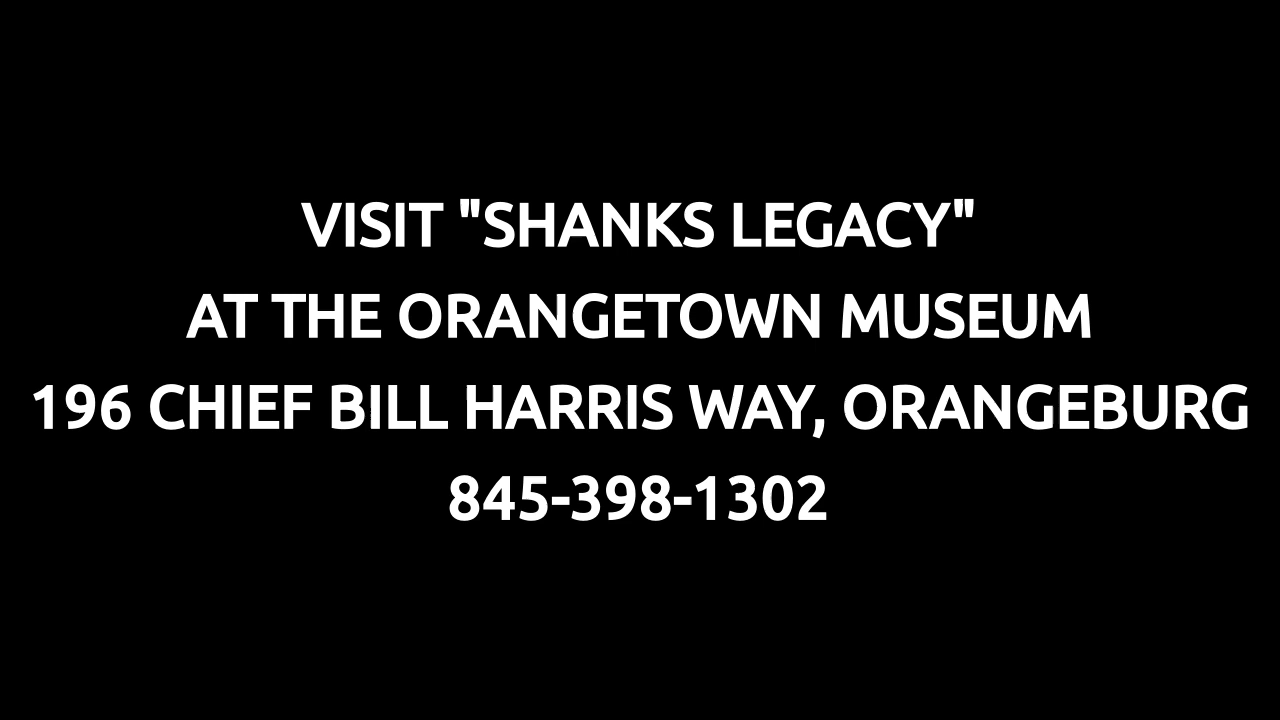 VISIT "SHANKS LEGACY"
AT THE ORANGETOWN MUSEUM
196 CHIEF BILL HARRIS WAY, ORANGEBURG
845-398-1302